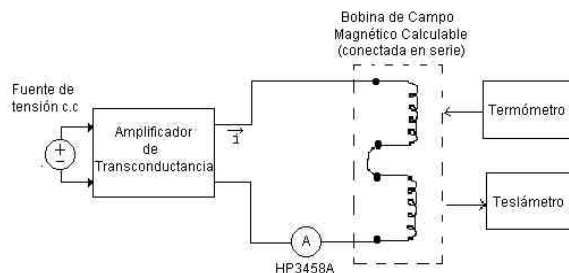 Bobina de Campo
Magnético Calculable
(conectada en serie)
Fuente de
tensión c.c
Amplificador
de
Transconductancia
I
Termómetro
Teslámetro
A
HP3458A